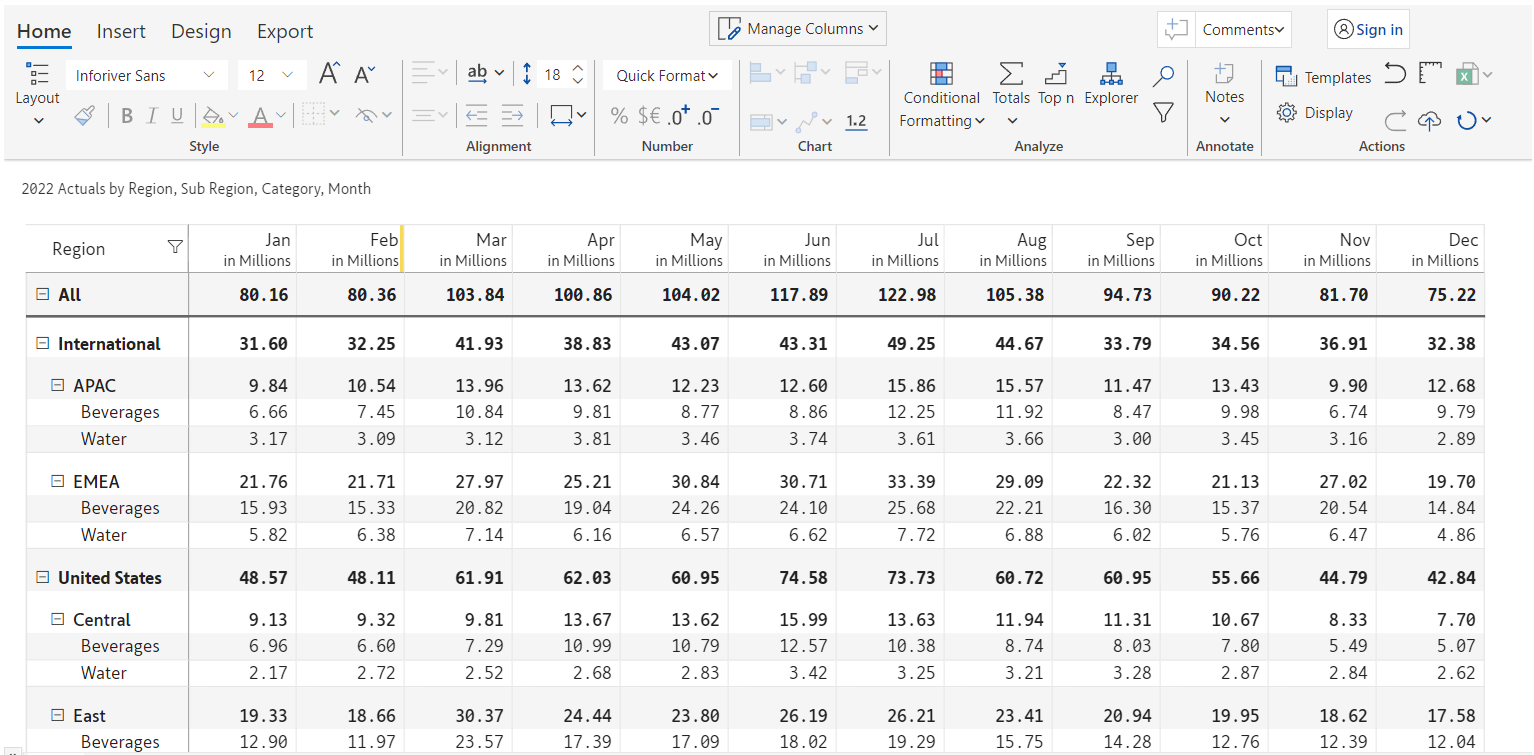 Home Insert Design Export Manage Columns Comments Sign in
Inforiver Sans 12 A A ab 18 Quick Format
Layout Conditional Formatting Totals Top n Explorer Notes Templates
B I U A % $€ .0+ .0- 1.2 Display
Style Alignment Number Chart Analyze Annotate Actions
2022 Actuals by Region, Sub Region, Category, Month
Region Jan Feb Mar Apr May Jun Jul Aug Sep Oct Nov Dec
in Millions in Millions in Millions in Millions in Millions in Millions in Millions in Millions in Millions in Millions in Millions in Millions
All 80.16 80.36 103.84 100.86 104.02 117.89 122.98 105.38 94.73 90.22 81.70 75.22
International 31.60 32.25 41.93 38.83 43.07 43.31 49.25 44.67 33.79 34.56 36.91 32.38
APAC 9.84 10.54 13.96 13.62 12.23 12.60 15.86 15.57 11.47 13.43 9.90 12.68
Beverages 6.66 7.45 10.84 9.81 8.77 8.86 12.25 11.92 8.47 9.98 6.74 9.79
Water 3.17 3.09 3.12 3.81 3.46 3.74 3.61 3.66 3.00 3.45 3.16 2.89
EMEA 21.76 21.71 27.97 25.21 30.84 30.71 33.39 29.09 22.32 21.13 27.02 19.70
Beverages 15.93 15.33 20.82 19.04 24.26 24.10 25.68 22.21 16.30 15.37 20.54 14.84
Water 5.82 6.38 7.14 6.16 6.57 6.62 7.72 6.88 6.02 5.76 6.47 4.86
United States 48.57 48.11 61.91 62.03 60.95 74.58 73.73 60.72 60.95 55.66 44.79 42.84
Central 9.13 9.32 9.81 13.67 13.62 15.99 13.63 11.94 11.31 10.67 8.33 7.70
Beverages 6.96 6.60 7.29 10.99 10.79 12.57 10.38 8.74 8.03 7.80 5.49 5.07
Water 2.17 2.72 2.52 2.68 2.83 3.42 3.25 3.21 3.28 2.87 2.84 2.62
East 19.33 18.66 30.37 24.44 23.80 26.19 26.21 23.41 20.94 19.95 18.62 17.58
Beverages 12.90 11.97 23.57 17.39 17.09 18.02 19.29 15.75 14.28 12.76 12.39 12.04